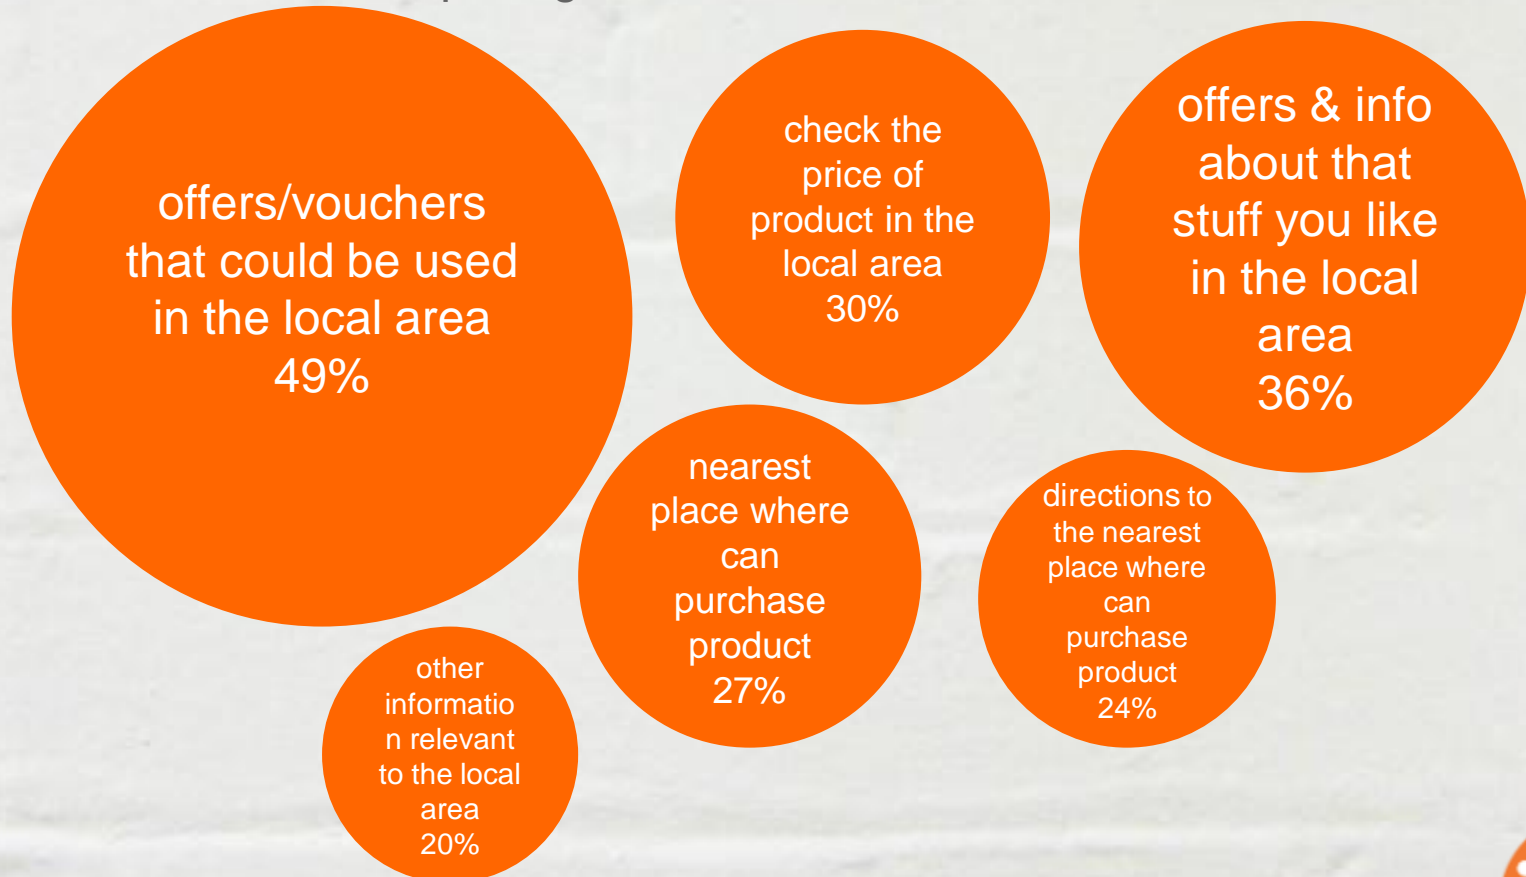 offers/vouchers
that could be used
in the local area
49%
check the
price of
product in the
local area
30%
offers & info
about that
stuff you like
in the local
area
36%
nearest
place where
can
purchase
product
27%
directions to
the nearest
place where
can
purchase
product
24%
other
informatio
n relevant
to the local
area
20%